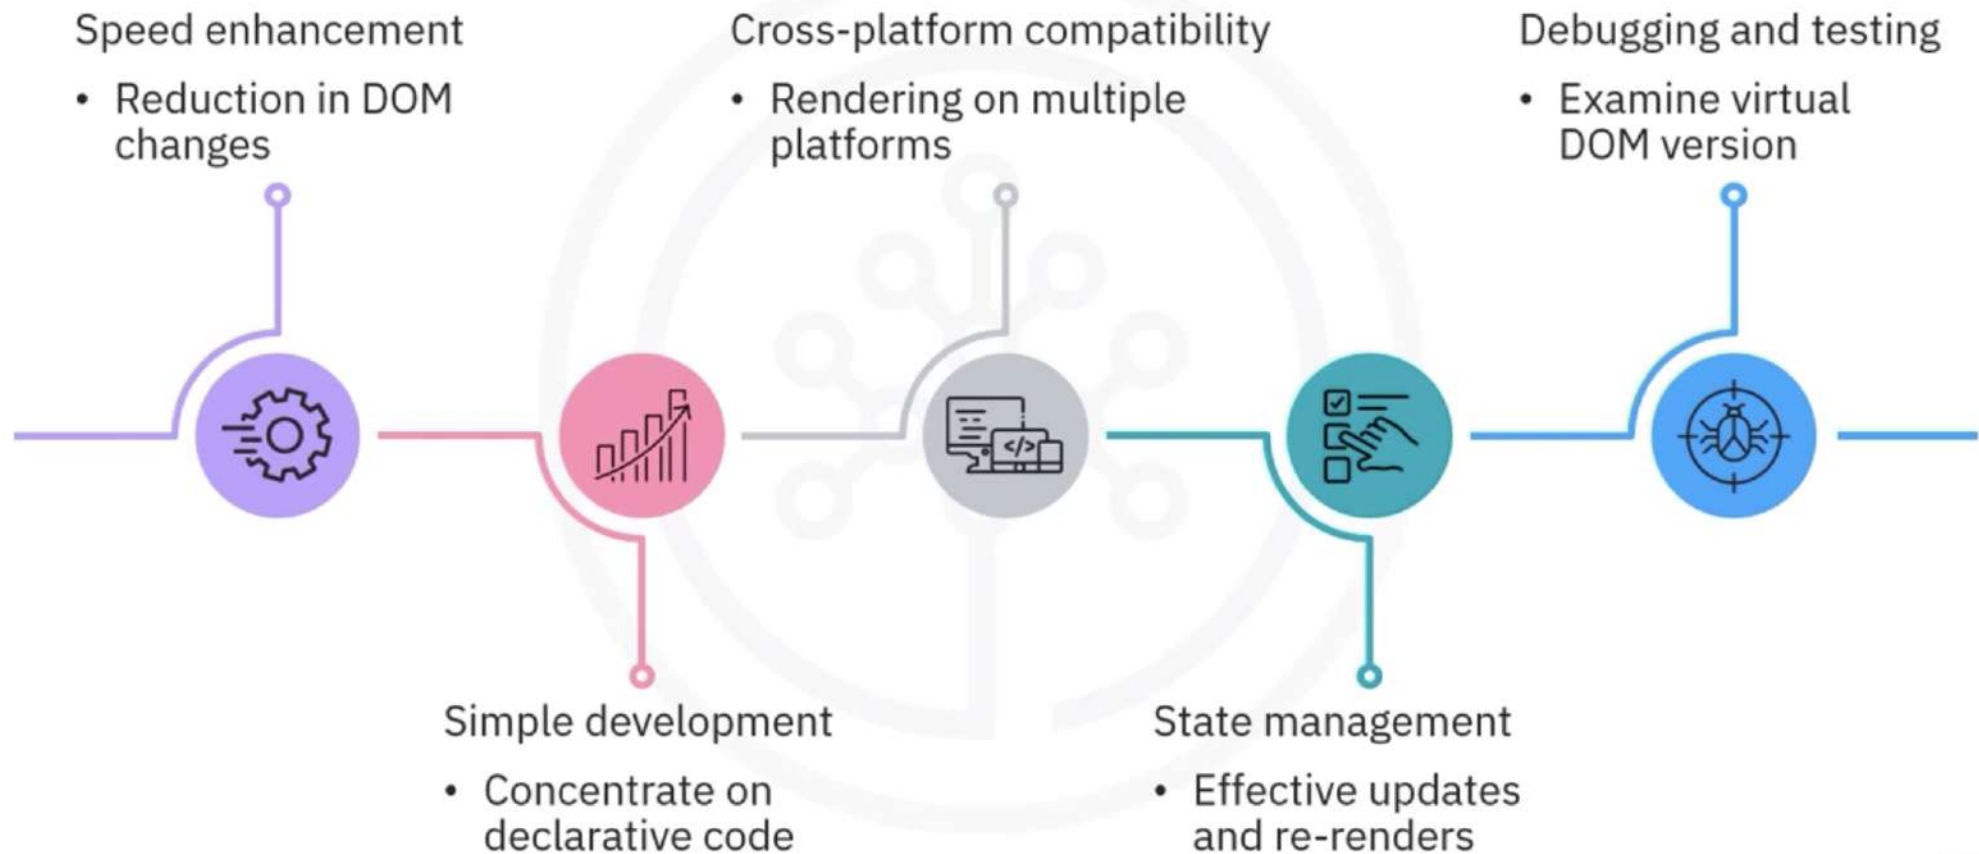 Speed enhancement
• Reduction in DOM
changes
Simple development
• Concentrate on
declarative code
Cross-platform compatibility
• Rendering on multiple
platforms
</>
State management
• Effective updates
and re-renders
Debugging and testing
• Examine virtual
DOM version